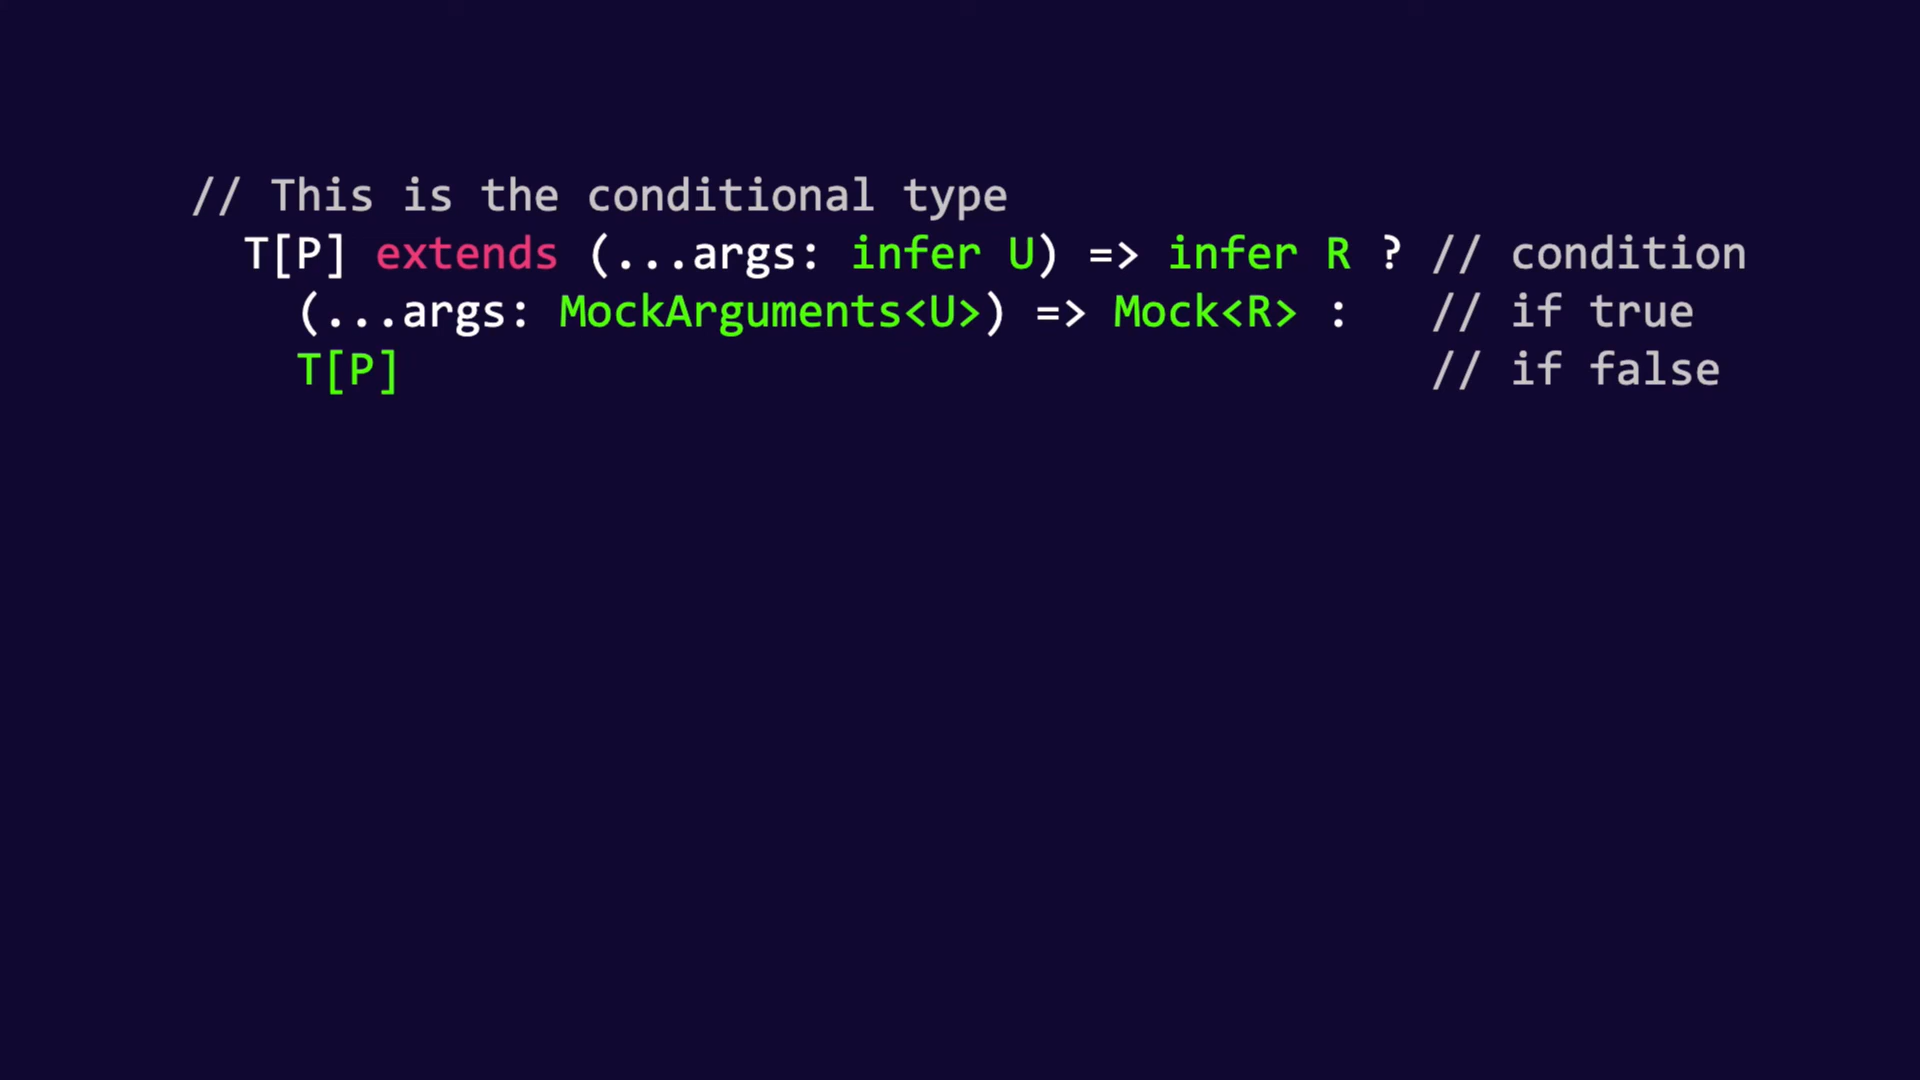 // This is the conditional type
T[P] extends (...args: infer U) => infer R ? // condition
(...args: MockArguments<U>) => Mock<R> : // if true
T[P] // if false